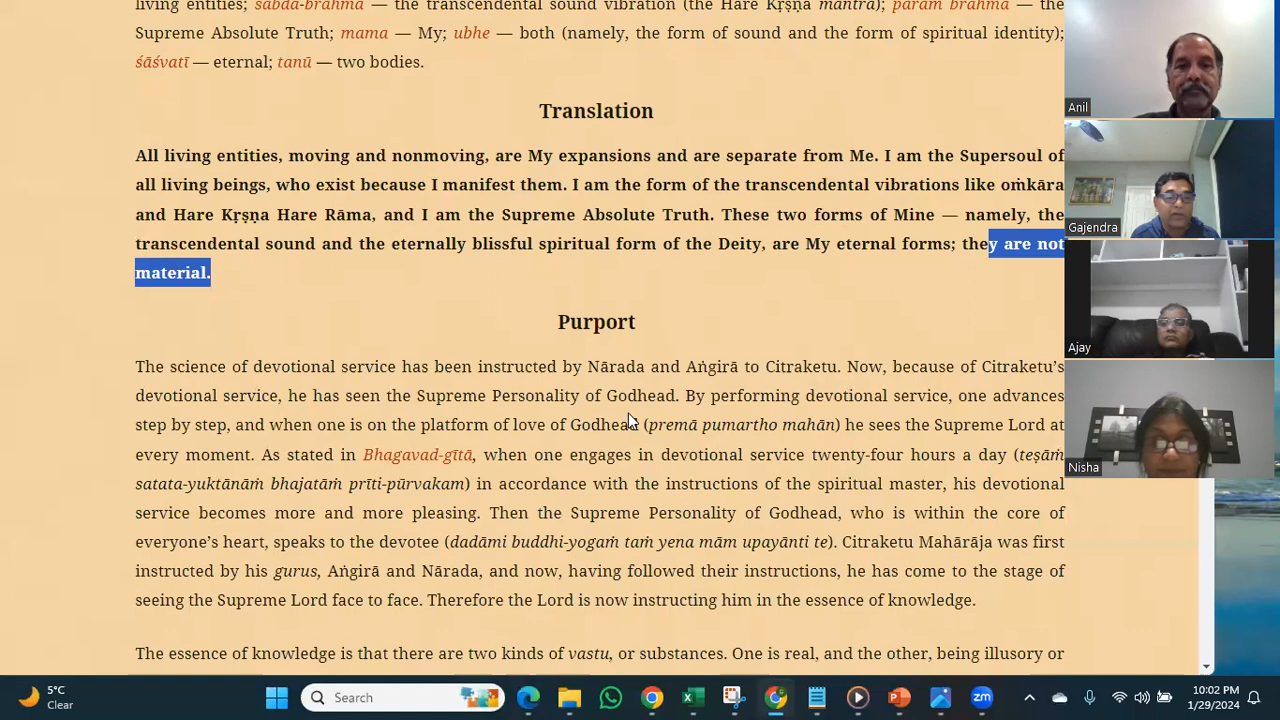 living entities; śabda-brahma — the transcendental sound vibration (the Hare Kṛṣṇa mantra); param brahma — the
Supreme Absolute Truth; mama — My; ubhe — both (namely, the form of sound and the form of spiritual identity);
śāśvatī — eternal; tanū — two bodies.
Translation
All living entities, moving and nonmoving, are My expansions and are separate from Me. I am the Supersoul of
all living beings, who exist because I manifest them. I am the form of the transcendental vibrations like oṁkāra
and Hare Kṛṣṇa Hare Rāma, and I am the Supreme Absolute Truth. These two forms of Mine — namely, the
transcendental sound and the eternally blissful spiritual form of the Deity, are My eternal forms; they are not
material.
Purport
The science of devotional service has been instructed by Nārada and Aṅgirā to Citraketu. Now, because of Citraketu’s
devotional service, he has seen the Supreme Personality of Godhead. By performing devotional service, one advances
step by step, and when one is on the platform of love of Godhead (premā pumartho mahān) he sees the Supreme Lord at
every moment. As stated in Bhagavad-gītā, when one engages in devotional service twenty-four hours a day (teṣāṁ
satata-yuktānāṁ bhajatāṁ prīti-pūrvakam) in accordance with the instructions of the spiritual master, his devotional
service becomes more and more pleasing. Then the Supreme Personality of Godhead, who is within the core of
everyone’s heart, speaks to the devotee (dadāmi buddhi-yogaṁ taṁ yena mām upayānti te). Citraketu Mahārāja was first
instructed by his gurus, Aṅgirā and Nārada, and now, having followed their instructions, he has come to the stage of
seeing the Supreme Lord face to face. Therefore the Lord is now instructing him in the essence of knowledge.
The essence of knowledge is that there are two kinds of vastu, or substances. One is real, and the other, being illusory or
Anil
Gajendra
Ajay
Nisha
5°C
Clear
Search
zm
10:02 PM
1/29/2024